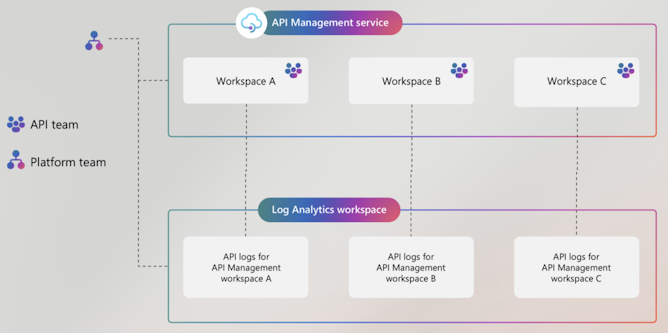 API Management service
Workspace A
Workspace B
Workspace C
API team
Platform team
Log Analytics workspace
API logs for
API Management
workspace A
API logs for
API Management
workspace B
API logs for
API Management
workspace C